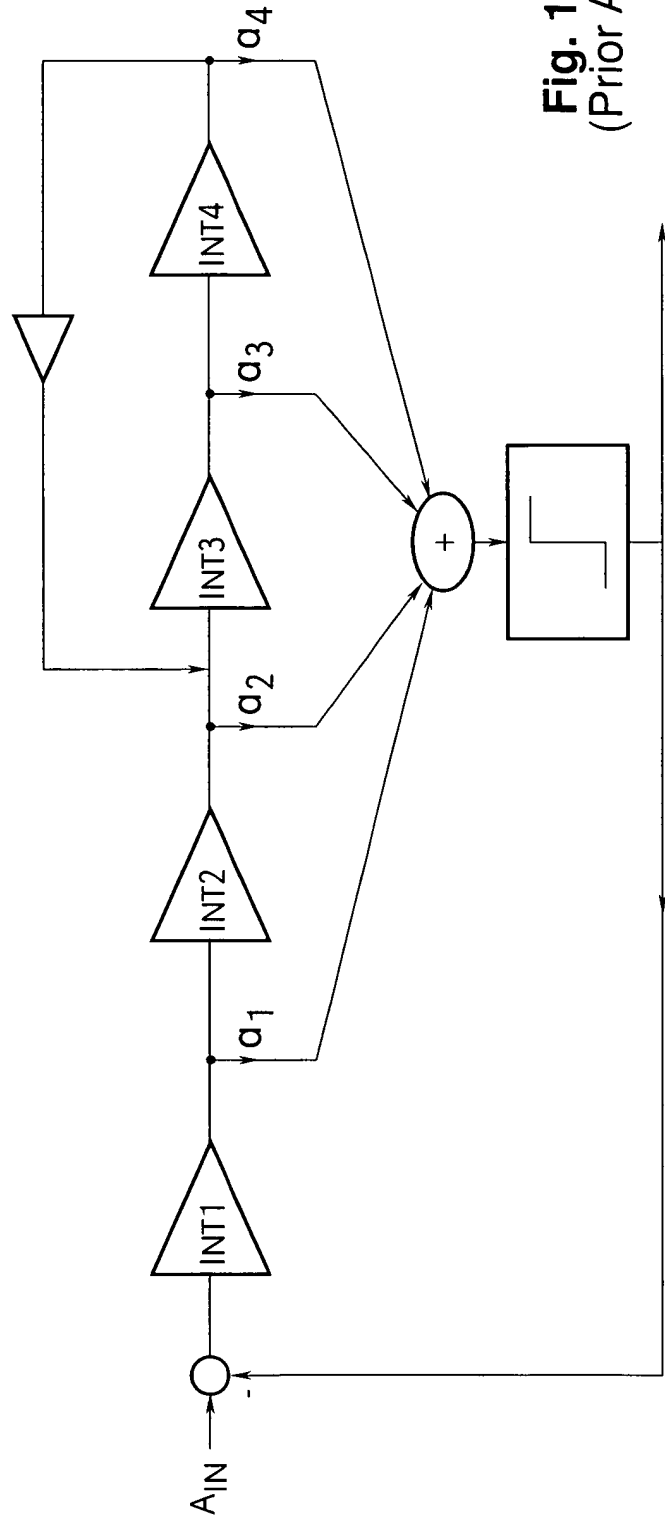 A_IN
-
INT1
a1
INT2
a2
INT3
a3
INT4
a4
+
Fig. 1
(Prior A